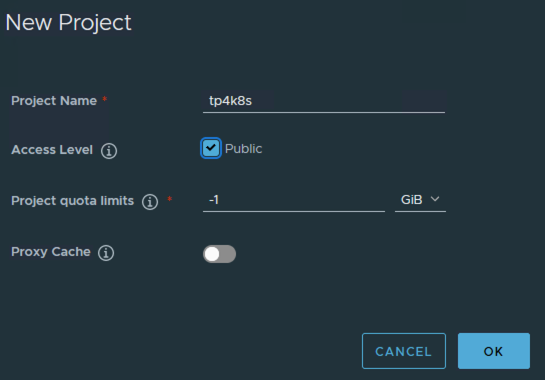 New Project
Project Name * tp4k8s
Access Level Public
Project quota limits * -1 GiB
Proxy Cache
CANCEL OK